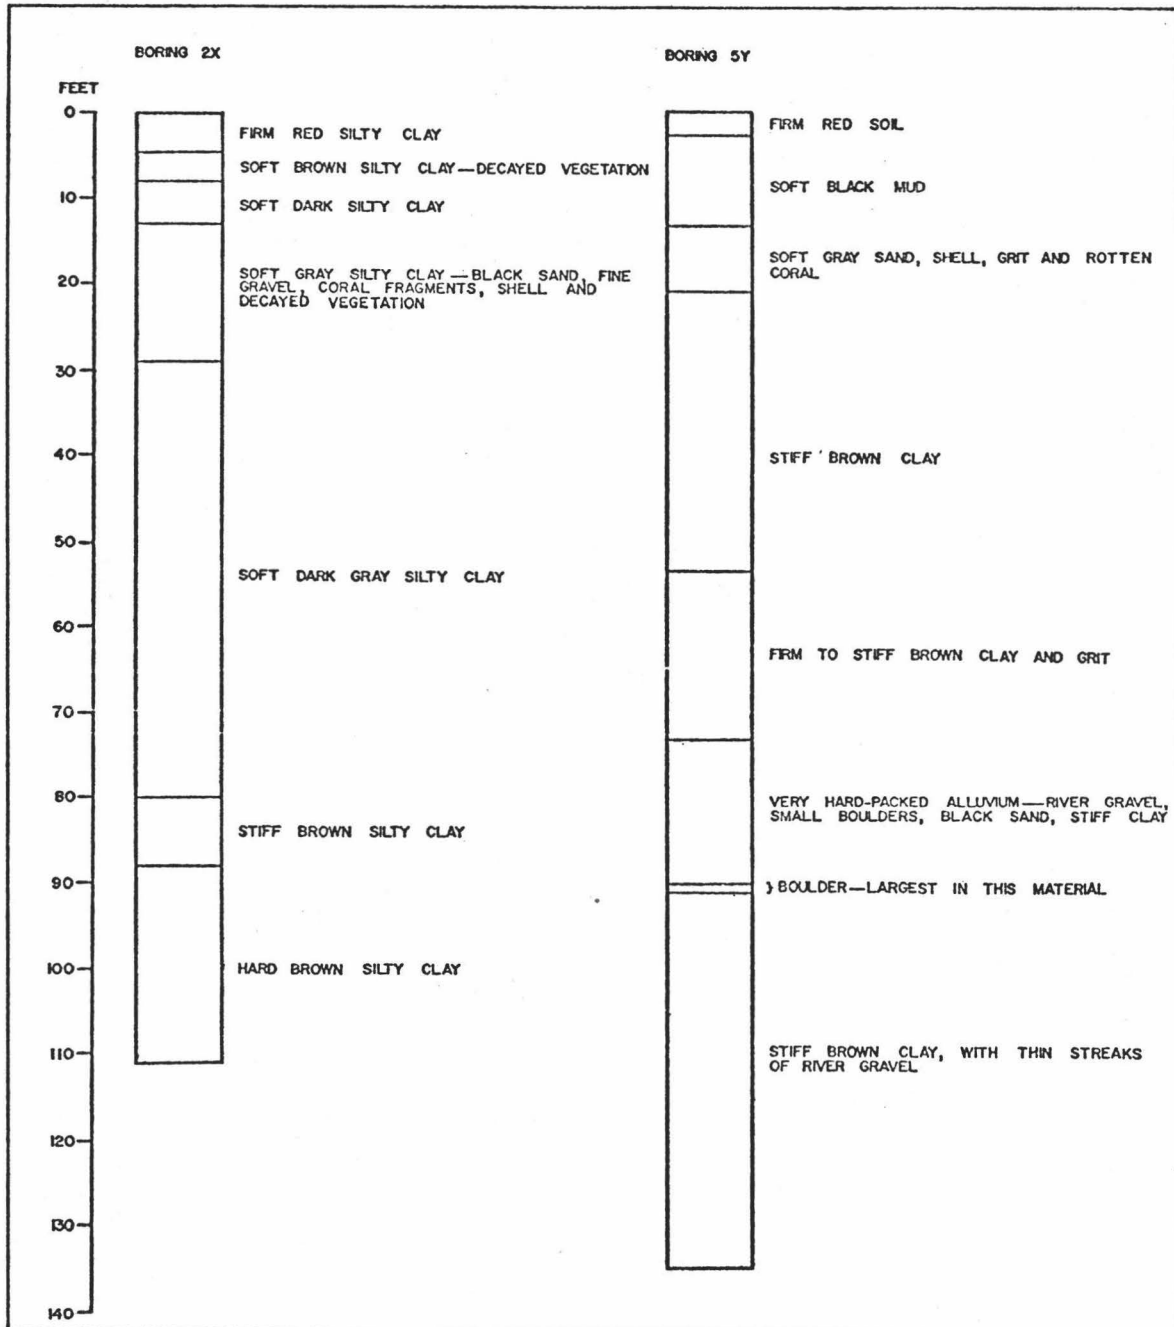 BORING 2X
FEET
0
10
20
30
40
50
60
70
80
90
100
110
120
130
140
FIRM RED SILTY CLAY
SOFT BROWN SILTY CLAY—DECAYED VEGETATION
SOFT DARK SILTY CLAY
SOFT GRAY SILTY CLAY—BLACK SAND, FINE
GRAVEL, CORAL FRAGMENTS, SHELL AND
DECAYED VEGETATION
SOFT DARK GRAY SILTY CLAY
STIFF BROWN SILTY CLAY
HARD BROWN SILTY CLAY
BORING 5Y
FIRM RED SOIL
SOFT BLACK MUD
SOFT GRAY SAND, SHELL, GRIT AND ROTTEN
CORAL
STIFF BROWN CLAY
FIRM TO STIFF BROWN CLAY AND GRIT
VERY HARD-PACKED ALLUVIUM—RIVER GRAVEL,
SMALL BOULDERS, BLACK SAND, STIFF CLAY
} BOULDER—LARGEST IN THIS MATERIAL
STIFF BROWN CLAY, WITH THIN STREAKS
OF RIVER GRAVEL